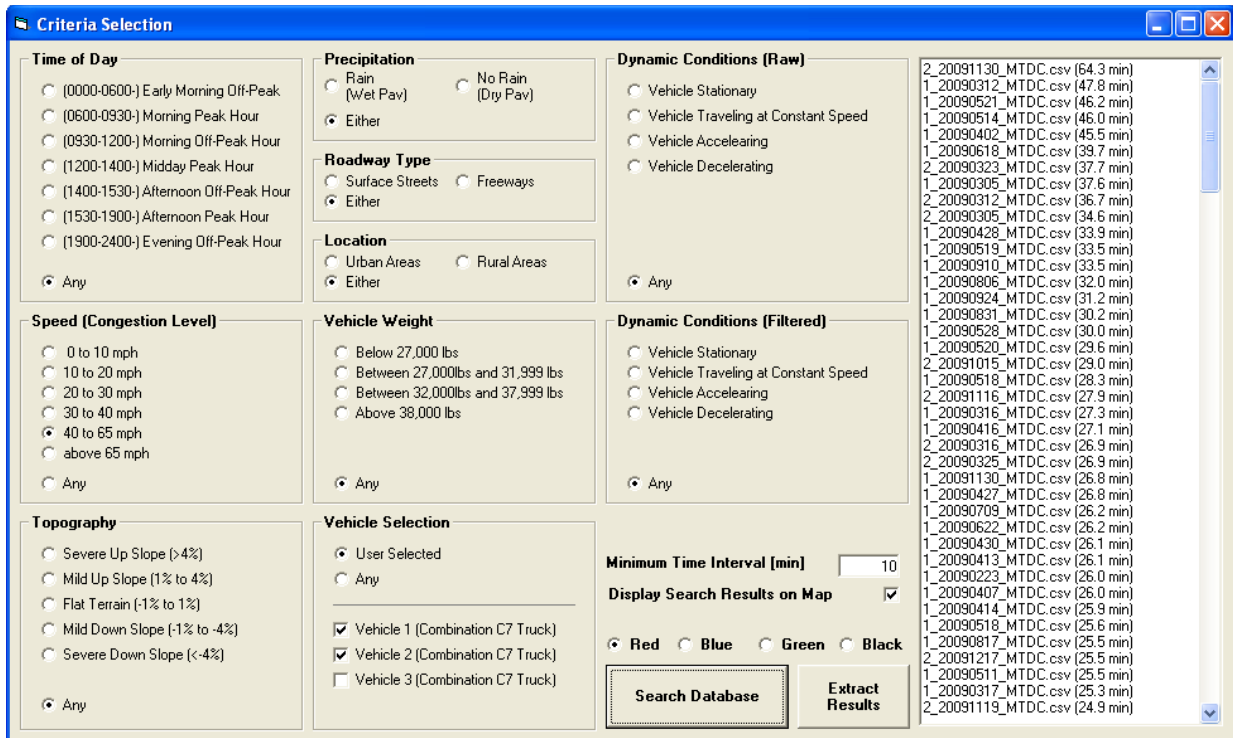 Criteria Selection
Time of Day
(0000-0600-) Early Morning Off-Peak
(0600-0930-) Morning Peak Hour
(0930-1200-) Morning Off-Peak Hour
(1200-1400-) Midday Peak Hour
(1400-1530-) Afternoon Off-Peak Hour
(1530-1900-) Afternoon Peak Hour
(1900-2400-) Evening Off-Peak Hour
Any
Precipitation
Rain (Wet Pav)
No Rain (Dry Pav)
Either
Roadway Type
Surface Streets Freeways
Either
Location
Urban Areas Rural Areas
Either
Dynamic Conditions (Raw)
Vehicle Stationary
Vehicle Traveling at Constant Speed
Vehicle Accelearing
Vehicle Decelerating
Any
Speed (Congestion Level)
0 to 10 mph
10 to 20 mph
20 to 30 mph
30 to 40 mph
40 to 65 mph
above 65 mph
Any
Vehicle Weight
Below 27,000 lbs
Between 27,000lbs and 31,999 lbs
Between 32,000lbs and 37,999 lbs
Above 38,000 lbs
Any
Dynamic Conditions (Filtered)
Vehicle Stationary
Vehicle Traveling at Constant Speed
Vehicle Accelearing
Vehicle Decelerating
Any
Topography
Severe Up Slope (>4%)
Mild Up Slope (1% to 4%)
Flat Terrain (-1% to 1%)
Mild Down Slope (-1% to -4%)
Severe Down Slope (<-4%)
Any
Vehicle Selection
User Selected
Any
Vehicle 1 (Combination C7 Truck)
Vehicle 2 (Combination C7 Truck)
Vehicle 3 (Combination C7 Truck)
Minimum Time Interval (min) 10
Display Search Results on Map
Red Blue Green Black
Search Database
Extract Results
2_20091130_MTDC.csv (64.3 min)
1_20090312_MTDC.csv (47.8 min)
1_20090521_MTDC.csv (46.2 min)
1_20090514_MTDC.csv (46.0 min)
1_20090402_MTDC.csv (45.5 min)
1_20090618_MTDC.csv (39.7 min)
2_20090323_MTDC.csv (37.7 min)
1_20090305_MTDC.csv (37.6 min)
2_20090312_MTDC.csv (36.7 min)
2_20090305_MTDC.csv (34.6 min)
1_20090428_MTDC.csv (33.9 min)
1_20090519_MTDC.csv (33.5 min)
1_20090910_MTDC.csv (33.5 min)
1_20090806_MTDC.csv (32.0 min)
1_20090924_MTDC.csv (31.2 min)
1_20090831_MTDC.csv (30.2 min)
1_20090528_MTDC.csv (30.0 min)
1_20090520_MTDC.csv (29.6 min)
2_20091015_MTDC.csv (29.0 min)
1_20090518_MTDC.csv (28.3 min)
2_20091116_MTDC.csv (27.9 min)
1_20090316_MTDC.csv (27.3 min)
1_20090416_MTDC.csv (27.1 min)
2_20090316_MTDC.csv (26.9 min)
2_20090325_MTDC.csv (26.9 min)
1_20091130_MTDC.csv (26.8 min)
1_20090427_MTDC.csv (26.8 min)
1_20090709_MTDC.csv (26.2 min)
1_20090622_MTDC.csv (26.2 min)
1_20090430_MTDC.csv (26.1 min)
1_20090413_MTDC.csv (26.1 min)
1_20090223_MTDC.csv (26.0 min)
1_20090407_MTDC.csv (26.0 min)
1_20090414_MTDC.csv (25.9 min)
1_20090518_MTDC.csv (25.6 min)
1_20090817_MTDC.csv (25.5 min)
2_20091217_MTDC.csv (25.5 min)
1_20090511_MTDC.csv (25.5 min)
1_20090317_MTDC.csv (25.3 min)
2_20091119_MTDC.csv (24.9 min)